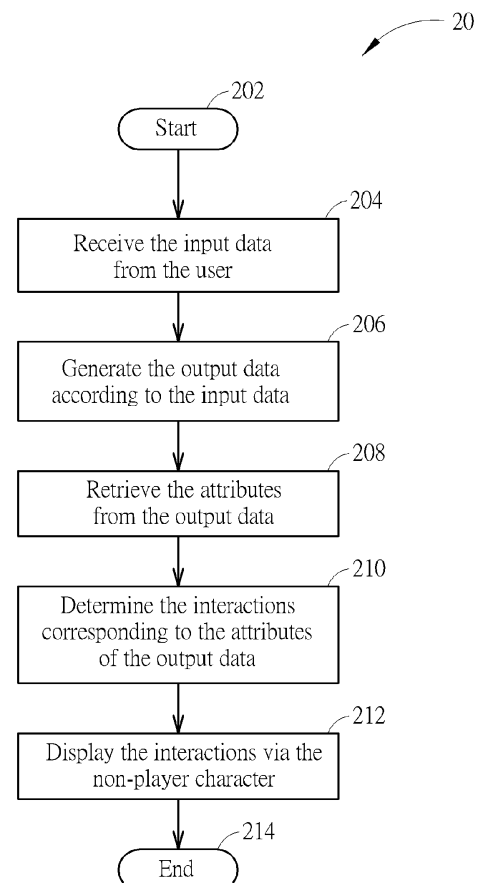 20
202
Start
204
Receive the input data
from the user
206
Generate the output data
according to the input data
208
Retrieve the attributes
from the output data
210
Determine the interactions
corresponding to the attributes
of the output data
212
Display the interactions via the
non-player character
214
End